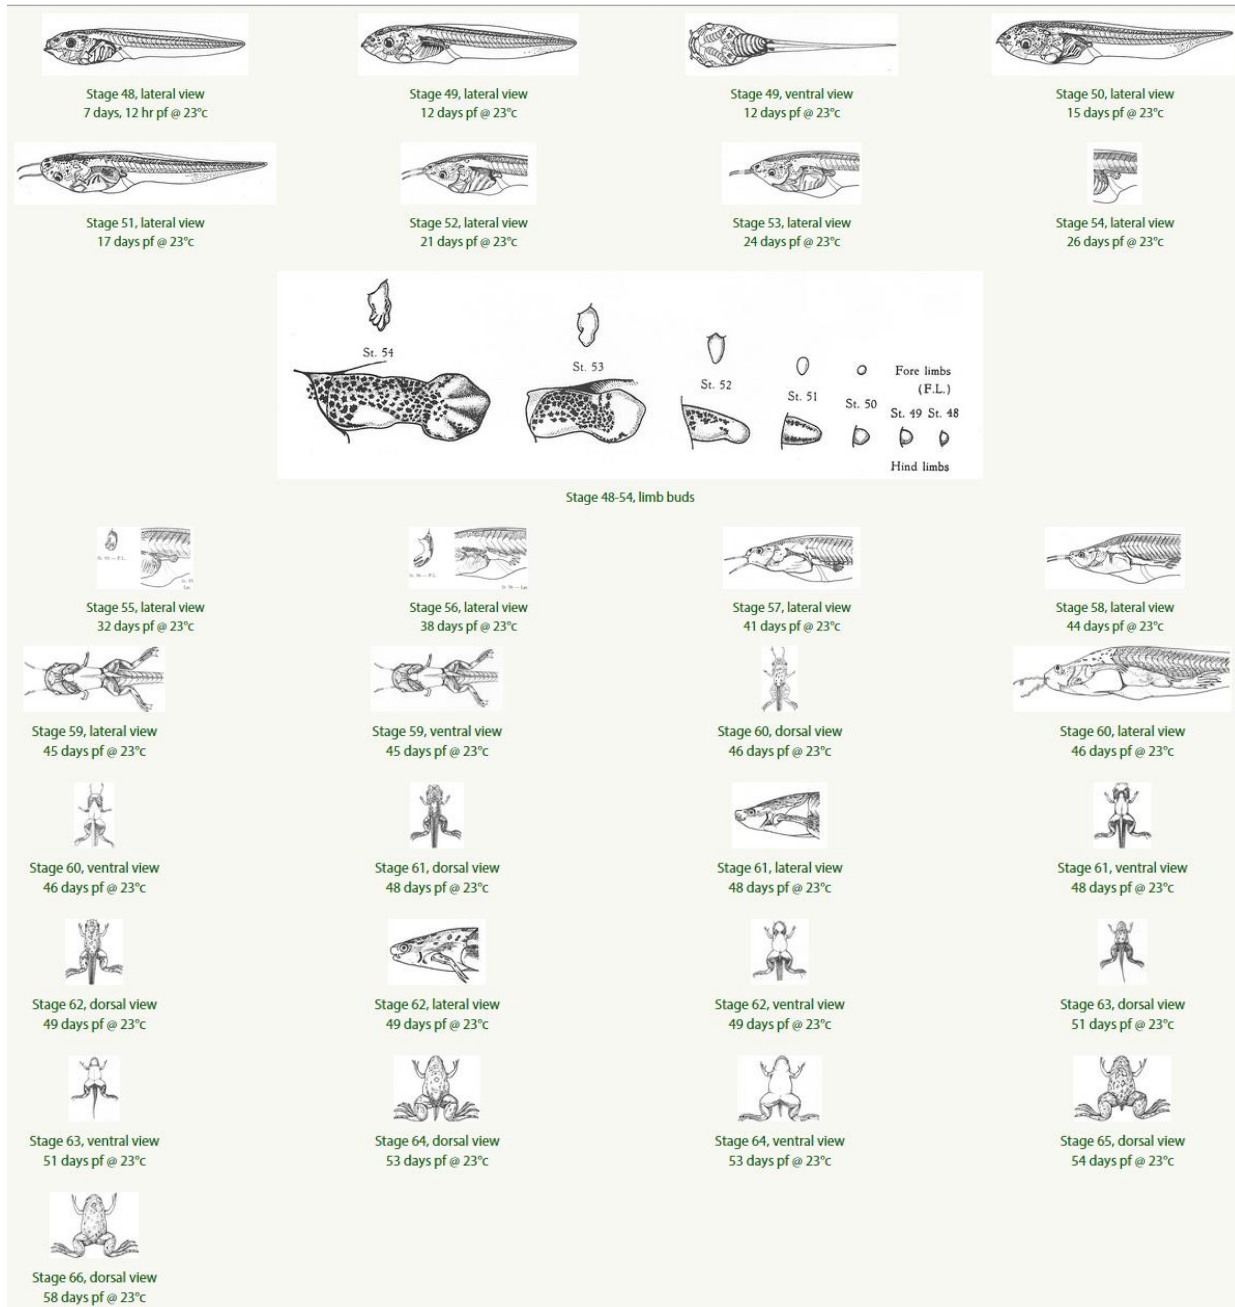 Stage 48, lateral view
7 days, 12 hr pf @ 23°c
Stage 49, lateral view
12 days pf @ 23°c
Stage 49, ventral view
12 days pf @ 23°c
Stage 50, lateral view
15 days pf @ 23°c
Stage 51, lateral view
17 days pf @ 23°c
Stage 52, lateral view
21 days pf @ 23°c
Stage 53, lateral view
24 days pf @ 23°c
Stage 54, lateral view
26 days pf @ 23°c
St. 54
St. 53
St. 52
St. 51
St. 50
Fore limbs
(F.L.)
St. 49 St. 48
Hind limbs
Stage 48-54, limb buds
Stage 55, lateral view
32 days pf @ 23°c
Stage 56, lateral view
38 days pf @ 23°c
Stage 57, lateral view
41 days pf @ 23°c
Stage 58, lateral view
44 days pf @ 23°c
Stage 59, lateral view
45 days pf @ 23°c
Stage 59, ventral view
45 days pf @ 23°c
Stage 60, dorsal view
46 days pf @ 23°c
Stage 60, lateral view
46 days pf @ 23°c
Stage 60, ventral view
46 days pf @ 23°c
Stage 61, dorsal view
48 days pf @ 23°c
Stage 61, lateral view
48 days pf @ 23°c
Stage 61, ventral view
48 days pf @ 23°c
Stage 62, dorsal view
49 days pf @ 23°c
Stage 62, lateral view
49 days pf @ 23°c
Stage 62, ventral view
49 days pf @ 23°c
Stage 63, dorsal view
51 days pf @ 23°c
Stage 63, ventral view
51 days pf @ 23°c
Stage 64, dorsal view
53 days pf @ 23°c
Stage 64, ventral view
53 days pf @ 23°c
Stage 65, dorsal view
54 days pf @ 23°c
Stage 66, dorsal view
58 days pf @ 23°c